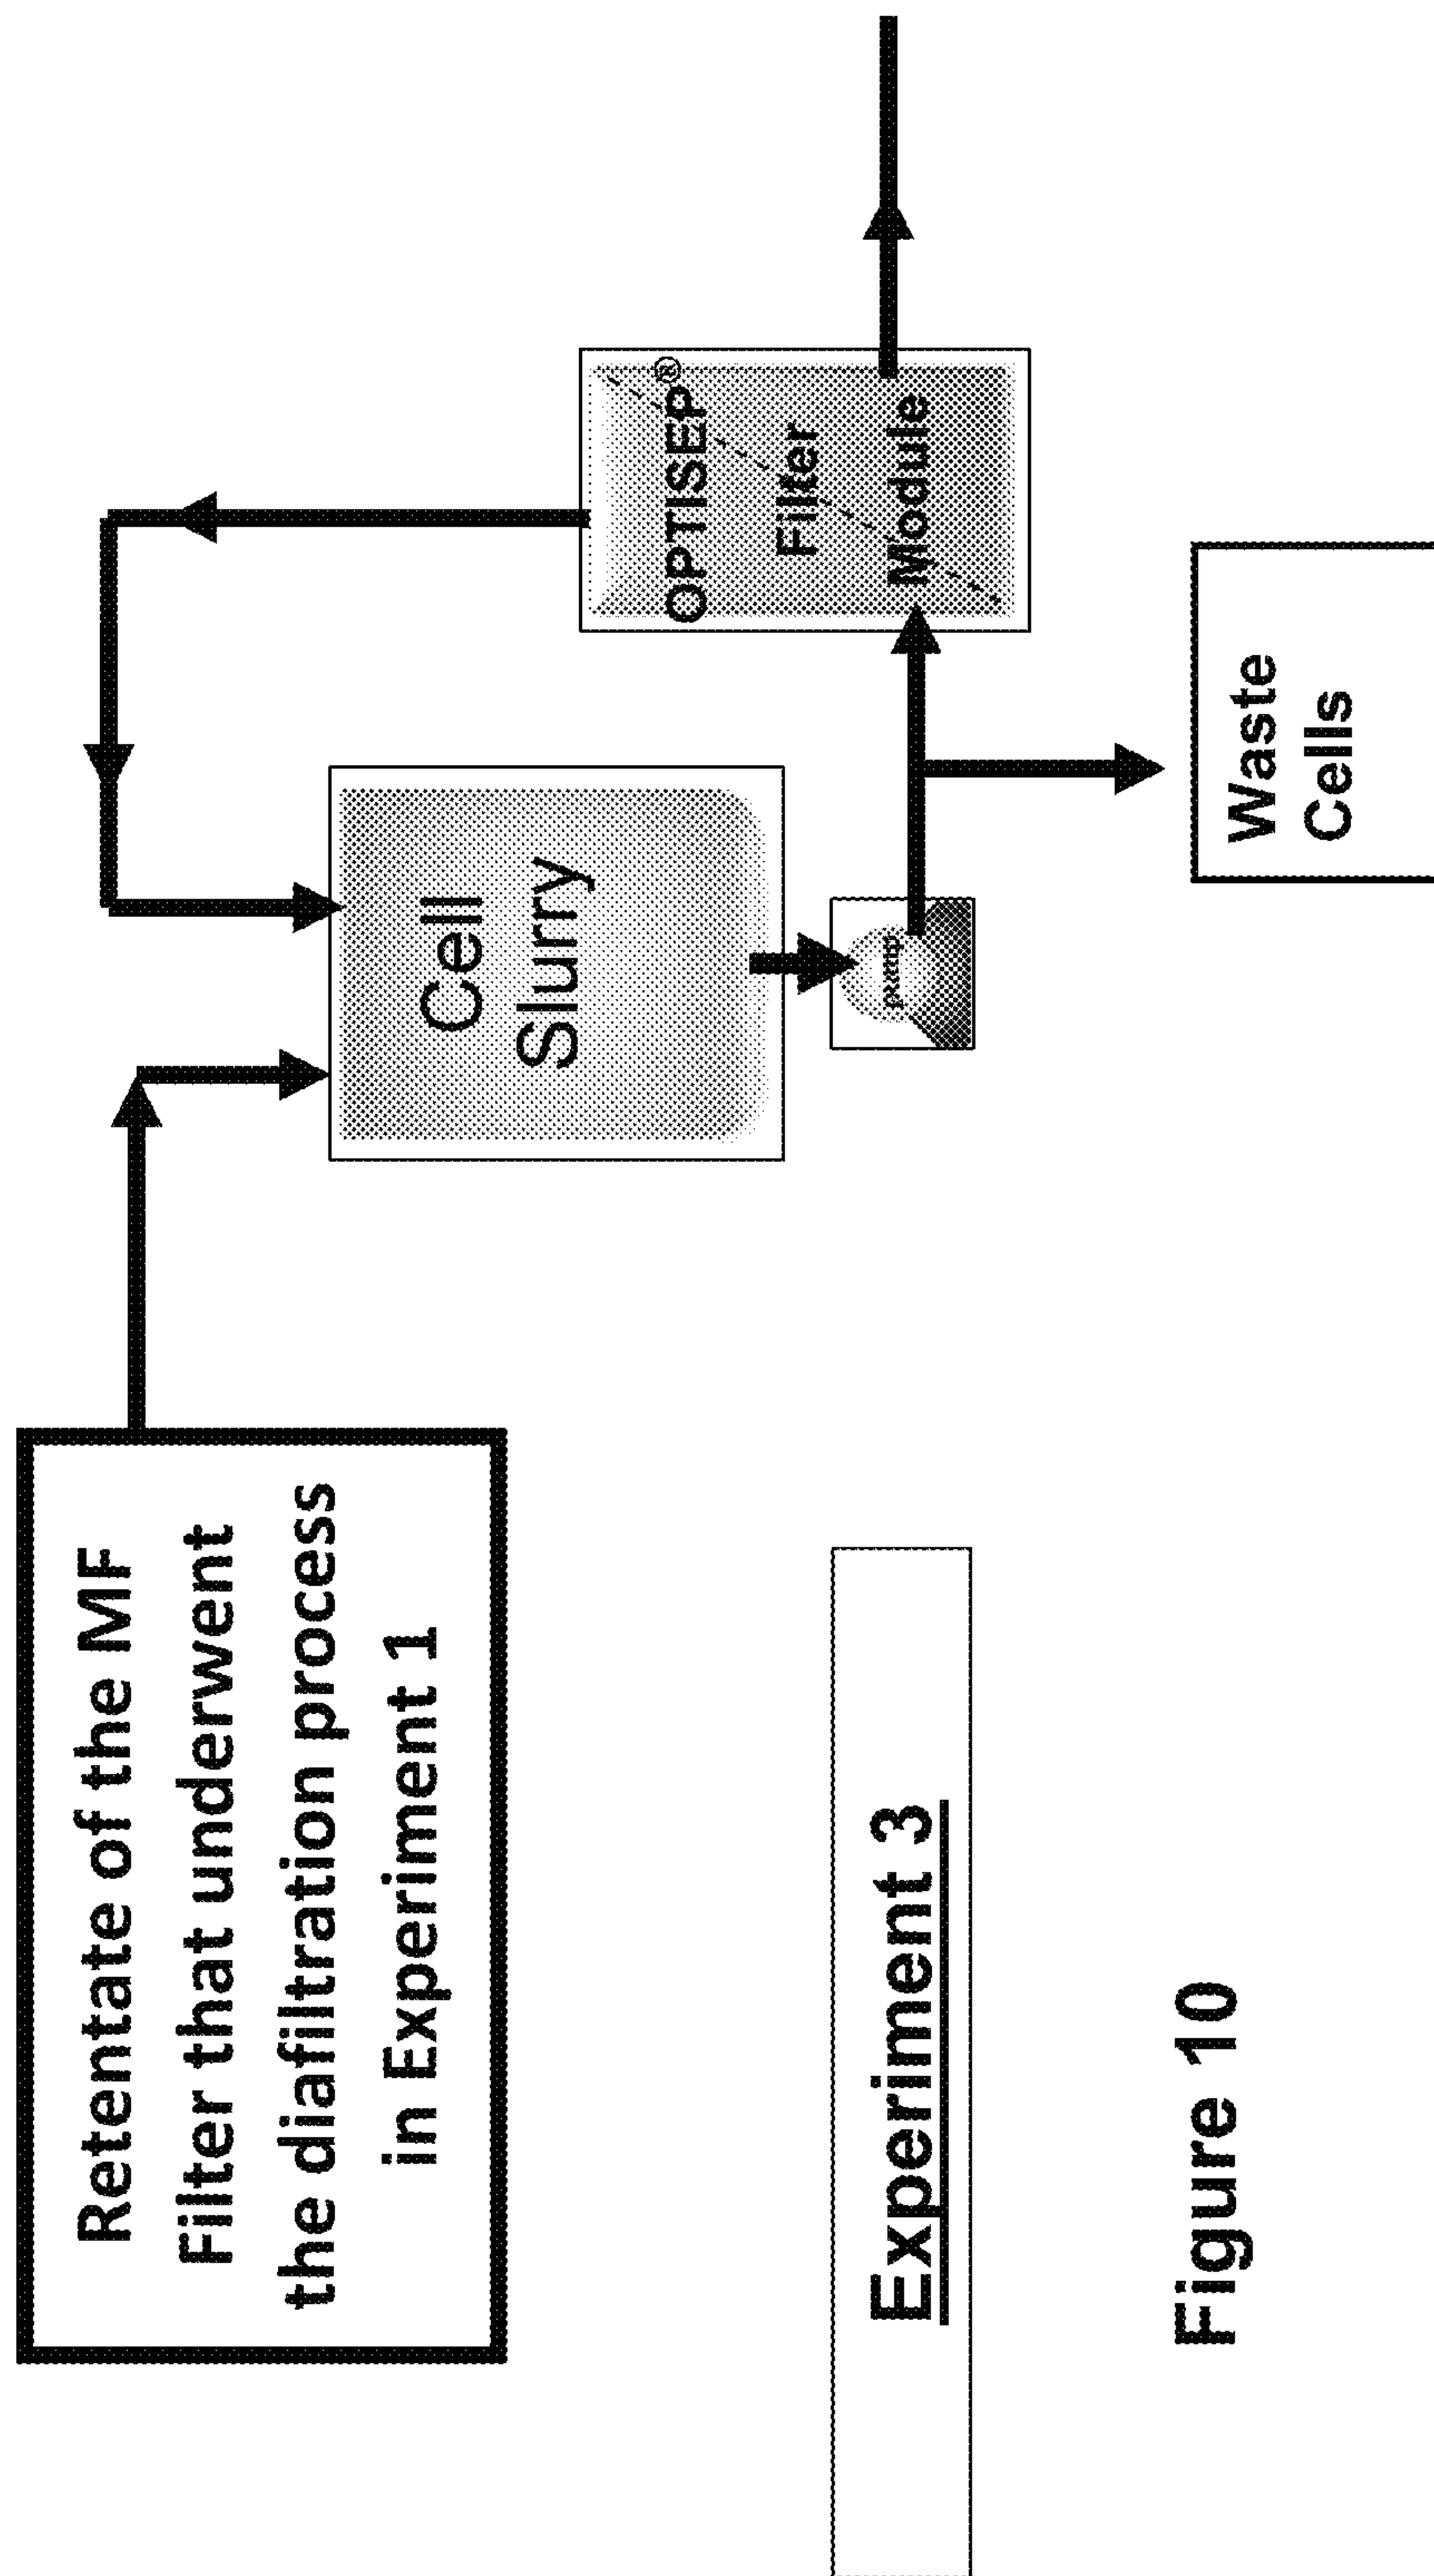 Retentate of the MF
Filter that underwent
the diafiltration process
in Experiment 1
Cell
Slurry
pump
OPTISEP®
Filter
Module
Waste
Cells
Experiment 3
Figure 10